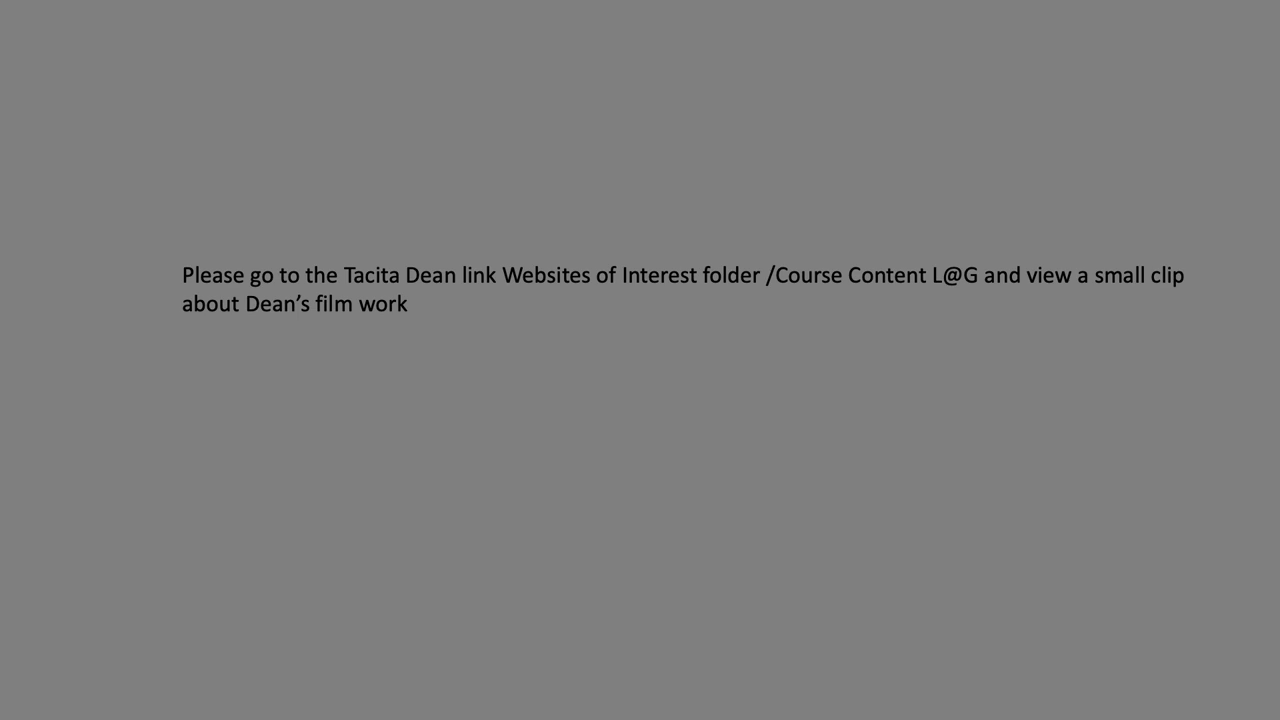 Please go to the Tacita Dean link Websites of Interest folder /Course Content L@G and view a small clip
about Dean’s film work